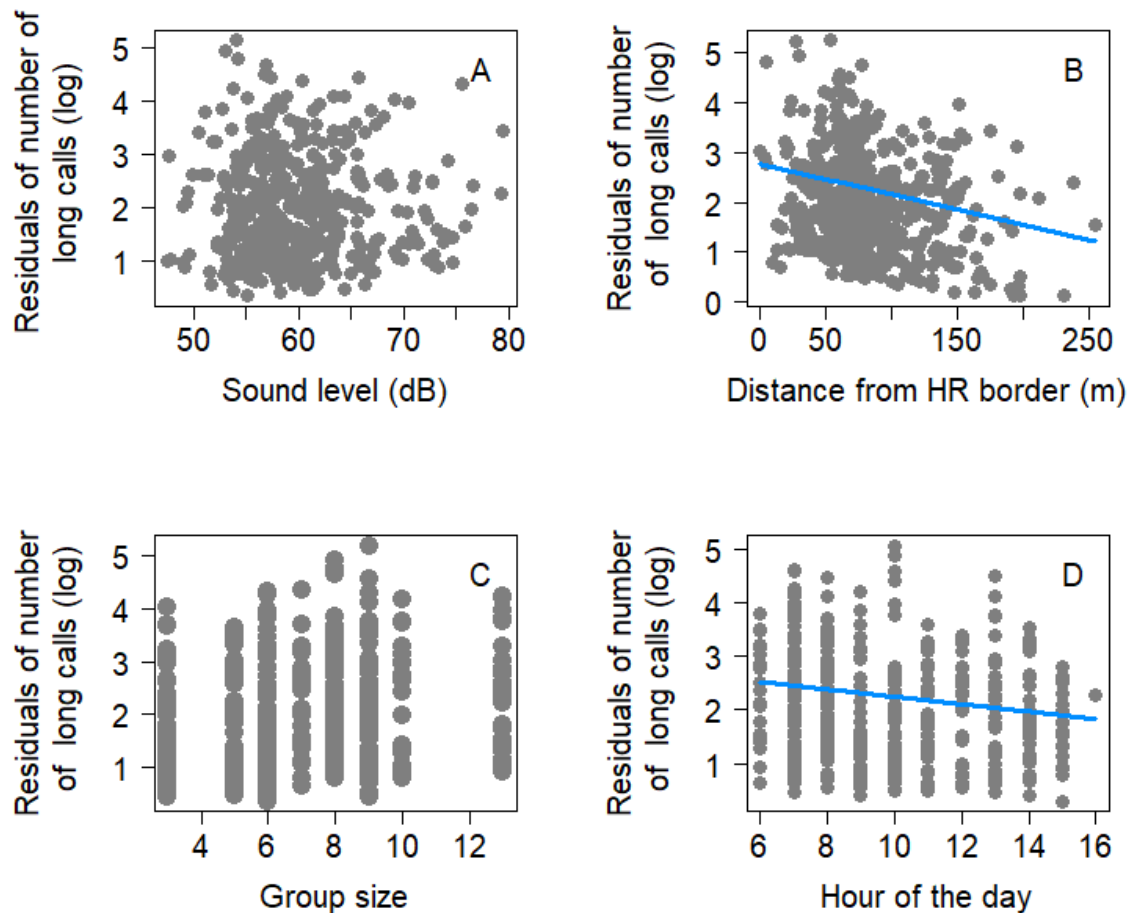 Residuals of number of
long calls (log)
5
4
3
2
1
A
50 60 70 80
Sound level (dB)
Residuals of number
of long calls (log)
5
4
3
2
1
0
B
0 50 150 250
Distance from HR border (m)
Residuals of number
of long calls (log)
5
4
3
2
1
C
4 6 8 10 12
Group size
Residuals of number
of long calls (log)
5
4
3
2
1
D
6 8 10 12 14 16
Hour of the day